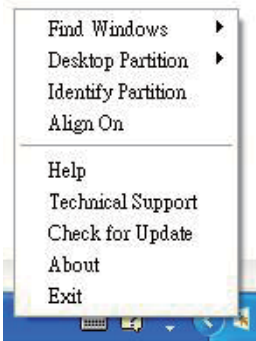 Find Windows
Desktop Partition
Identify Partition
Align On
Help
Technical Support
Check for Update
About
Exit